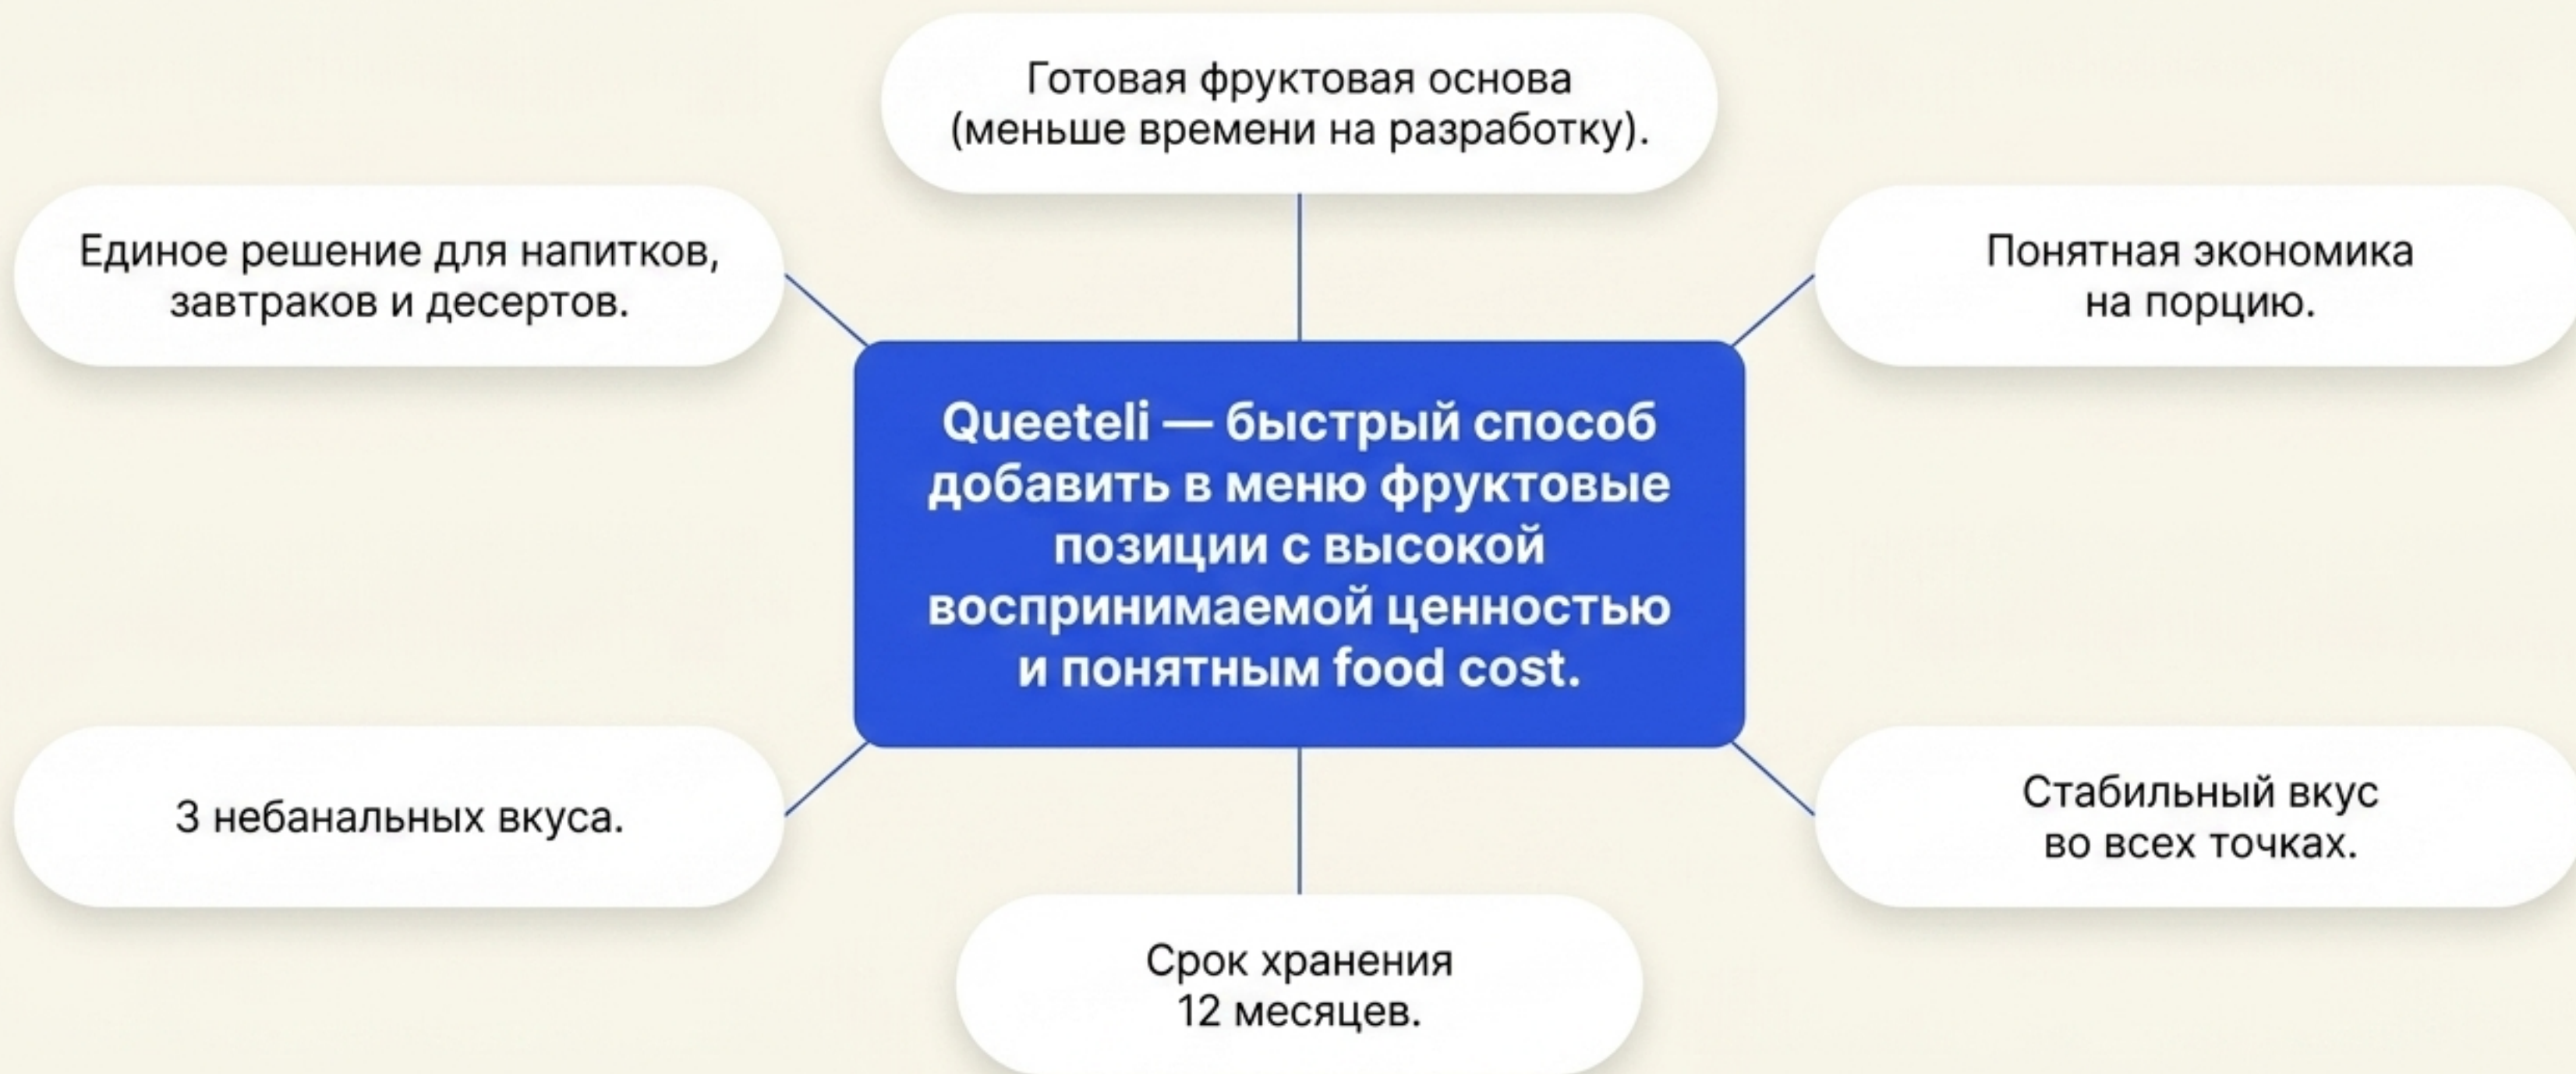 Готовая фруктовая основа
(меньше времени на разработку).
Единое решение для напитков,
завтраков и десертов.
Понятная экономика
на порцию.
Queeteli — быстрый способ
добавить в меню фруктовые
позиции с высокой
воспринимаемой ценностью
и понятным food cost.
3 небанальных вкуса.
Стабильный вкус
во всех точках.
Срок хранения
12 месяцев.